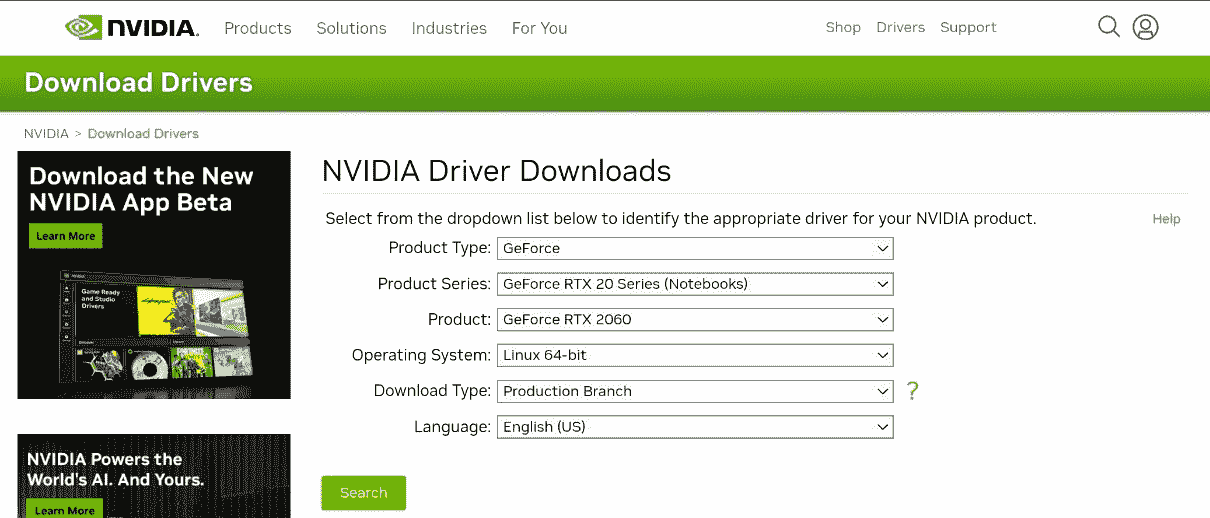 NVIDIA. Products Solutions Industries For You Shop Drivers Support
Download Drivers
NVIDIA > Download Drivers
Download the New
NVIDIA App Beta
Learn More
Game Ready
and Studio
Drivers
NVIDIA Powers the
World's AI. And Yours.
Learn More
NVIDIA Driver Downloads
Select from the dropdown list below to identify the appropriate driver for your NVIDIA product. Help
Product Type: GeForce
Product Series: GeForce RTX 20 Series (Notebooks)
Product: GeForce RTX 2060
Operating System: Linux 64-bit
Download Type: Production Branch ?
Language: English (US)
Search